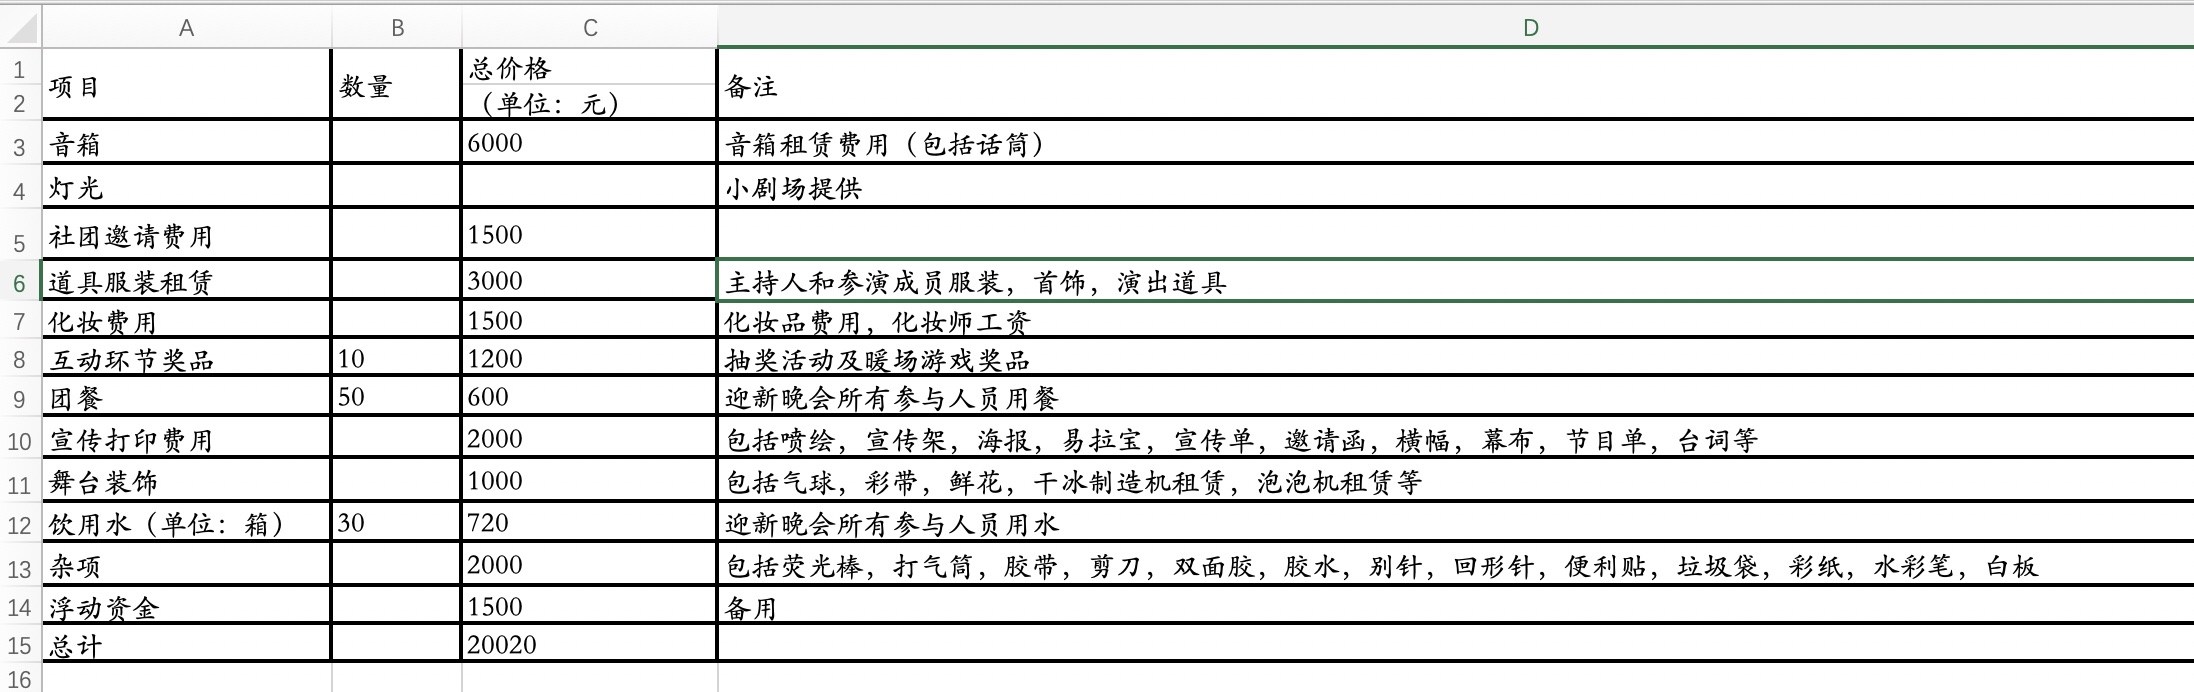 A B C D
1 总价格
项目 数量 备注
2 （单位：元）
3 音箱 6000 音箱租赁费用（包括话筒）
4 灯光 小剧场提供
5 社团邀请费用 1500
6 道具服装租赁 3000 主持人和参演成员服装，首饰，演出道具
7 化妆费用 1500 化妆品费用，化妆师工资
8 互动环节奖品 10 1200 抽奖活动及暖场游戏奖品
9 团餐 50 600 迎新晚会所有参与人员用餐
10 宣传打印费用 2000 包括喷绘，宣传架，海报，易拉宝，宣传单，邀请函，横幅，幕布，节目单，台词等
11 舞台装饰 1000 包括气球，彩带，鲜花，干冰制造机租赁，泡泡机租赁等
12 饮用水（单位：箱） 30 720 迎新晚会所有参与人员用水
13 杂项 2000 包括荧光棒，打气筒，胶带，剪刀，双面胶，胶水，别针，回形针，便利贴，垃圾袋，彩纸，水彩笔，白板
14 浮动资金 1500 备用
15 总计 20020
16